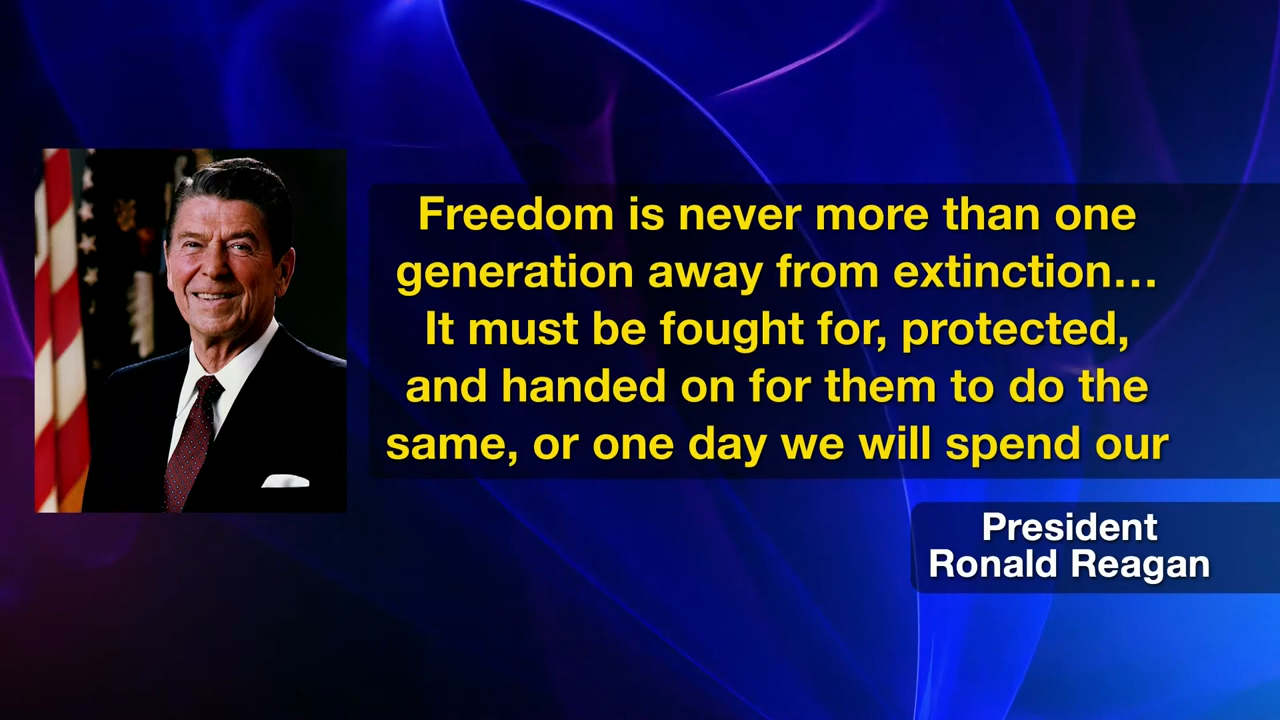 Freedom is never more than one
generation away from extinction…
It must be fought for, protected,
and handed on for them to do the
same, or one day we will spend our
President
Ronald Reagan